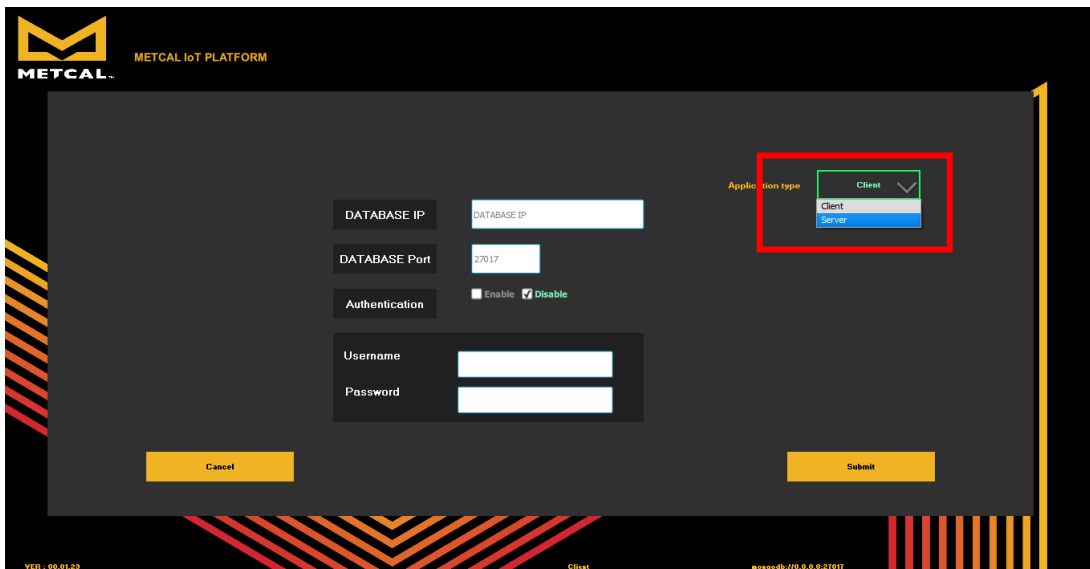 METCAL IoT PLATFORM
METCAL™
Application type
Client
Client
Server
DATABASE IP
DATABASE IP
DATABASE Port
27017
Authentication
Enable
Disable
Username
Password
Cancel
Submit
VER : 00.01.23
Client
mongodb://0.0.0.0:27017